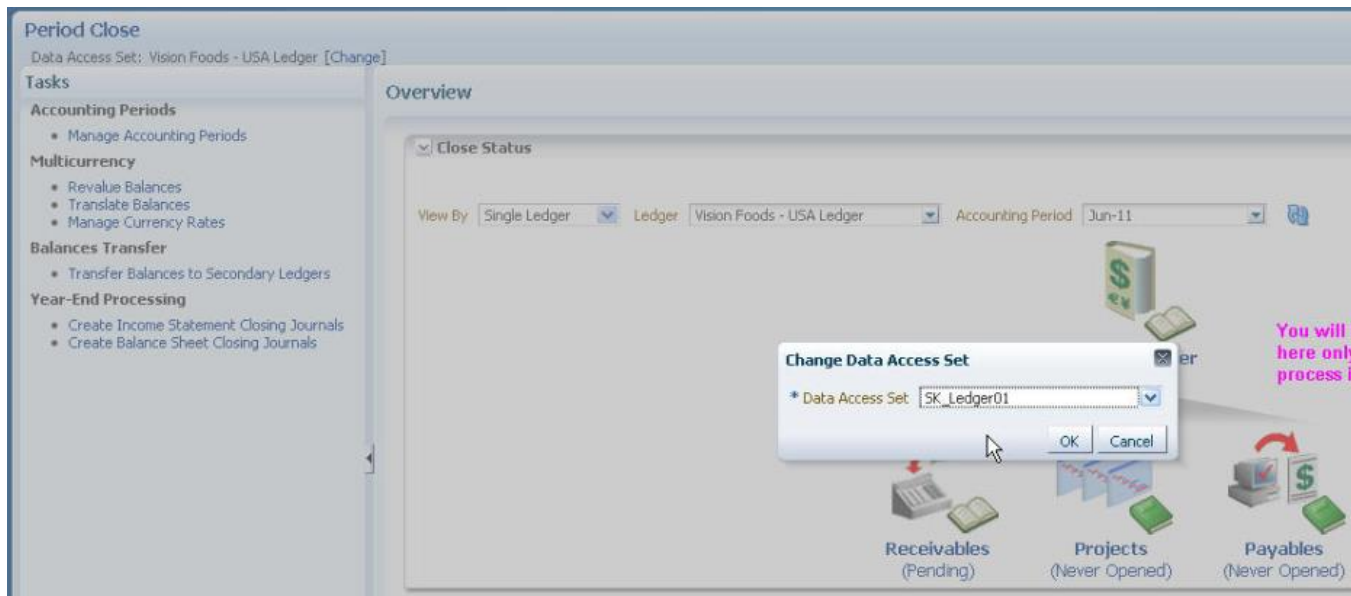 Period Close
Data Access Set: Vision Foods - USA Ledger [Change]
Tasks
Accounting Periods
• Manage Accounting Periods
Multicurrency
• Revalue Balances
• Translate Balances
• Manage Currency Rates
Balances Transfer
• Transfer Balances to Secondary Ledgers
Year-End Processing
• Create Income Statement Closing Journals
• Create Balance Sheet Closing Journals
Overview
Close Status
View By Single Ledger Ledger Vision Foods - USA Ledger Accounting Period Jun-11
You will
here only
process i
er
Change Data Access Set
* Data Access Set SK_Ledger01
OK Cancel
Receivables
(Pending)
Projects
(Never Opened)
Payables
(Never Opened)